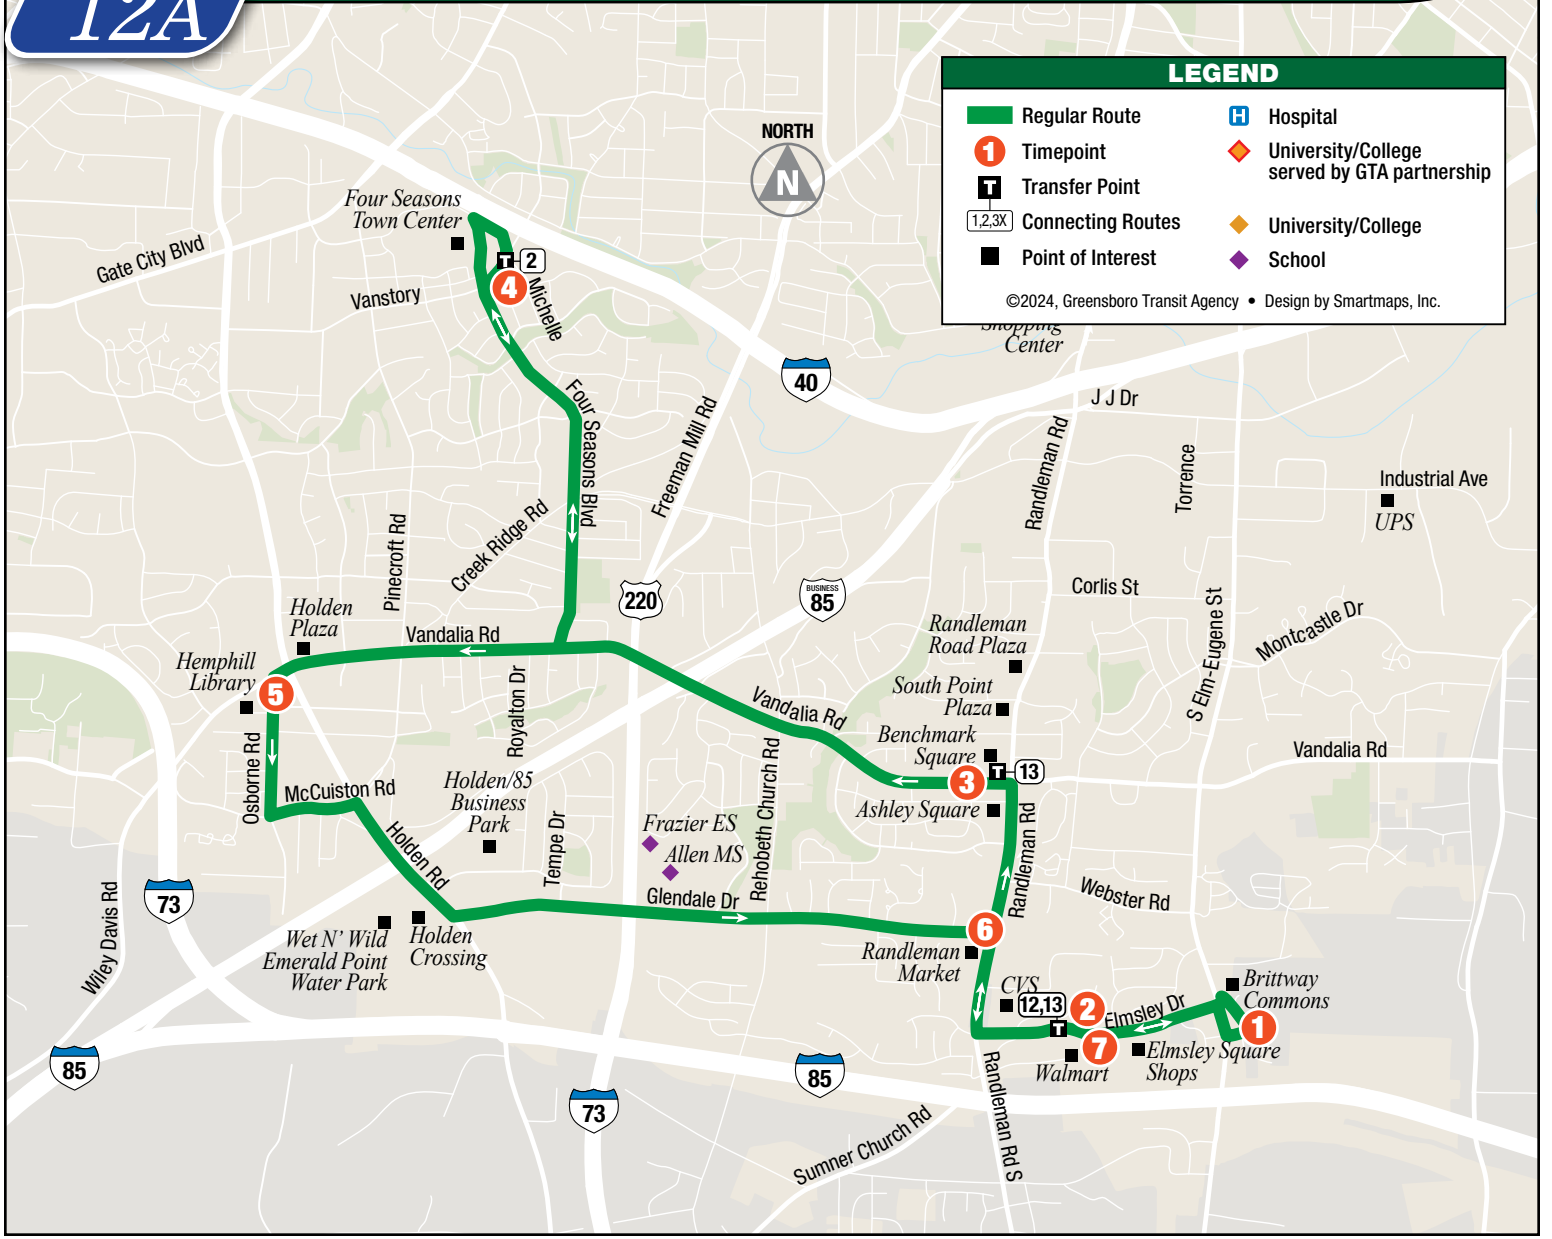 12A
LEGEND
Regular Route
1
Timepoint
T
Transfer Point
1,2,3X
Connecting Routes
Point of Interest
H
Hospital
University/College
served by GTA partnership
University/College
School
©2024, Greensboro Transit Agency • Design by Smartmaps, Inc.
NORTH
N
Four Seasons
Town Center
Gate City Blvd
T
2
4
Michelle
Vanstory
Shopping
Center
40
J J Dr
Four Seasons Blvd
Freeman Mill Rd
Randleman Rd
Torrence
Industrial Ave
UPS
Pinecroft Rd
Creek Ridge Rd
220
BUSINESS
85
Corlis St
S Elm-Eugene St
Montcastle Dr
Holden
Plaza
Vandalia Rd
Hemphill
Library
5
Royalton Dr
Randleman
Road Plaza
South Point
Plaza
Vandalia Rd
Benchmark
Square
T
13
3
Vandalia Rd
Ashley Square
Osborne Rd
McCuiston Rd
Holden/85
Business
Park
Holden Rd
Tempe Dr
Frazier ES
Allen MS
Rehobeth Church Rd
Glendale Dr
Randleman Rd
Webster Rd
73
Wiley Davis Rd
Wet N' Wild
Emerald Point
Water Park
Holden
Crossing
6
Randleman
Market
CVS
12,13
T
2
Elmsley Dr
Brittway
Commons
1
7
Walmart
Elmsley Square
Shops
85
73
85
Randleman Rd S
Sumner Church Rd